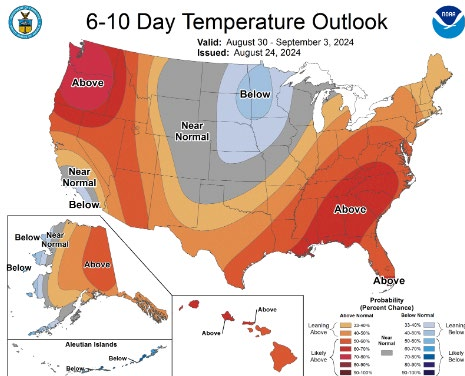 6-10 Day Temperature Outlook
Valid: August 30 - September 3, 2024
Issued: August 24, 2024
NOAA
Above
Below
Near
Normal
Near
Normal
Below
Above
Above
Below
Near
Normal
Below
Above
Aleutian Islands
Below
Below
Above
Above
Probability
(Percent Chance)
Above Normal
Below Normal
Leaning
Above
Likely
Above
33-40%
40-50%
50-60%
60-70%
70-80%
80-90%
90-100%
Near
Normal
33-40%
40-50%
50-60%
60-70%
70-80%
80-90%
90-100%
Leaning
Below
Likely
Below